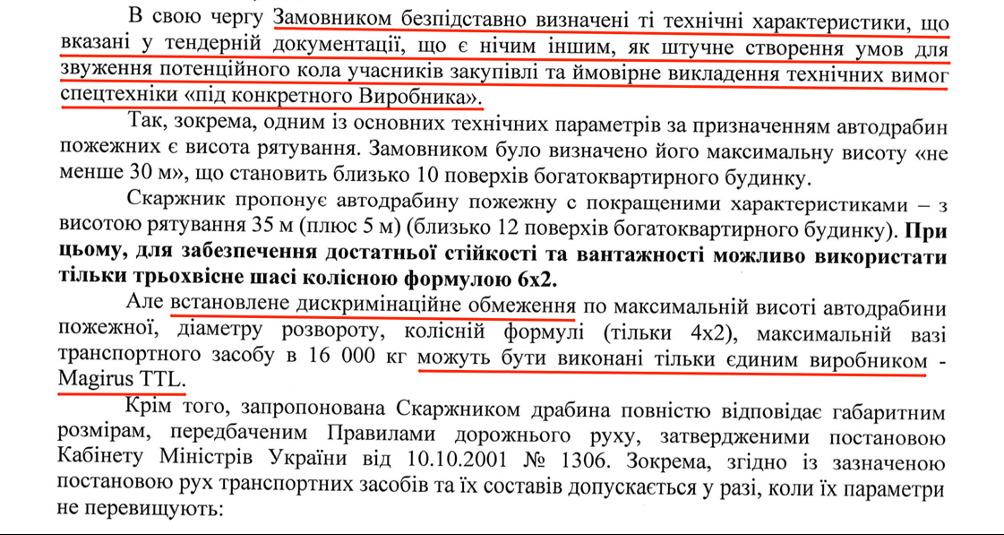 В свою чергу Замовником безпідставно визначені ті технічні характеристики, що
вказані у тендерній документації, що є нічим іншим, як штучне створення умов для
звуження потенційного кола учасників закупівлі та ймовірне викладення технічних вимог
спецтехніки «під конкретного Виробника».
Так, зокрема, одним із основних технічних параметрів за призначенням автодрабин
пожежних є висота рятування. Замовником було визначено його максимальну висоту «не
менше 30 м», що становить близько 10 поверхів богатоквартирного будинку.
Скаржник пропонує автодрабину пожежну с покращеними характеристиками – з
висотою рятування 35 м (плюс 5 м) (близько 12 поверхів богатоквартирного будинку). При
цьому, для забезпечення достатньої стійкості та вантажності можливо використати
тільки трьохвісне шасі колісною формулою 6х2.
Але встановлене дискримінаційне обмеження по максимальній висоті автодрабини
пожежної, діаметру розвороту, колісній формулі (тільки 4х2), максимальній вазі
транспортного засобу в 16 000 кг можуть бути виконані тільки єдиним виробником -
Magirus TTL.
Крім того, запропонована Скаржником драбина повністю відповідає габаритним
розмірам, передбаченим Правилами дорожнього руху, затвердженими постановою
Кабінету Міністрів України від 10.10.2001 № 1306. Зокрема, згідно із зазначеною
постановою рух транспортних засобів та їх составів допускається у разі, коли їх параметри
не перевищують: